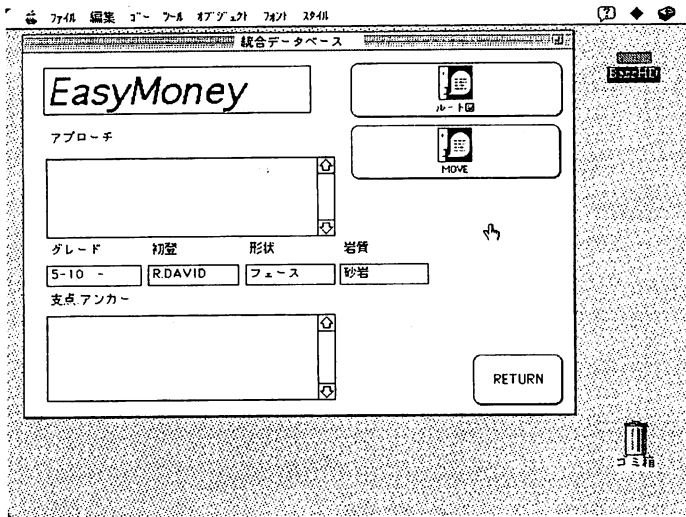 ファイル 編集 ゴー ツール オブジェクト フォント スタイル
統合データベース
BassHD
EasyMoney
ルート図
MOVE
アプローチ
グレード 初登 形状 岩質
5-10 - R.DAVID フェース 砂岩
支点.アンカー
RETURN
ゴミ箱